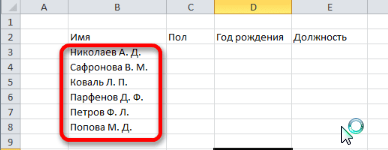 A B C D E
1
2 Имя Пол Год рождения Должность
3 Николаев А. Д.
4 Сафронова В. М.
5 Коваль Л. П.
6 Парфенов Д. Ф.
7 Петров Ф. Л.
8 Попова М. Д.
9